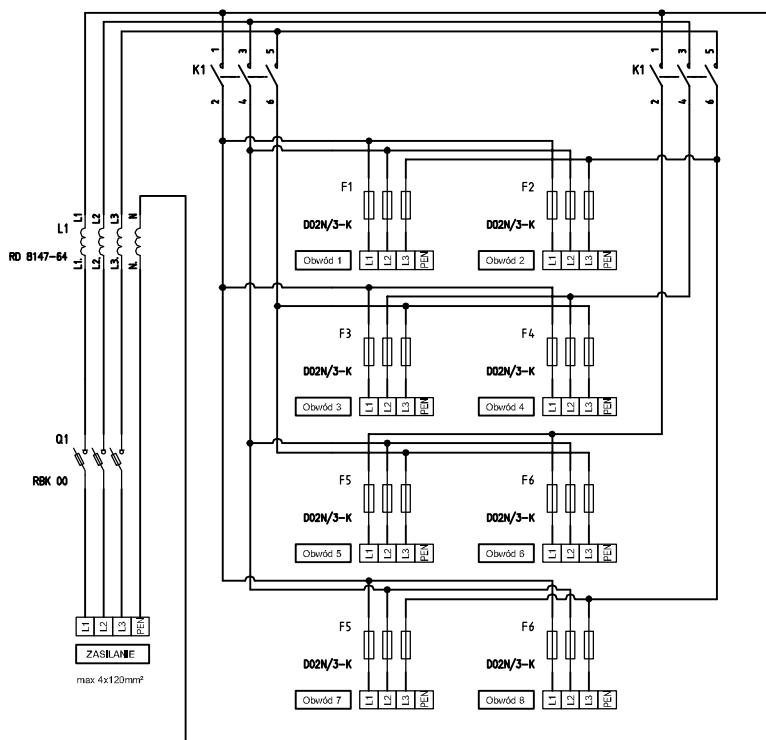 1 3 5
K1
2 4 6
1 3 5
K1
2 4 6
F1
D02N/3-K
Obwód 1 L1 L2 L3 PEN
F2
D02N/3-K
Obwód 2 L1 L2 L3 PEN
L1 L2 L3 N
L1
RD 8147-64
L1. L2. L3. N.
F3
D02N/3-K
Obwód 3 L1 L2 L3 PEN
F4
D02N/3-K
Obwód 4 L1 L2 L3 PEN
Q1
RBK 00
F5
D02N/3-K
Obwód 5 L1 L2 L3 PEN
F6
D02N/3-K
Obwód 6 L1 L2 L3 PEN
L1 L2 L3 PEN
ZASILANIE
max 4x120mm²
F5
D02N/3-K
Obwód 7 L1 L2 L3 PEN
F6
D02N/3-K
Obwód 8 L1 L2 L3 PEN